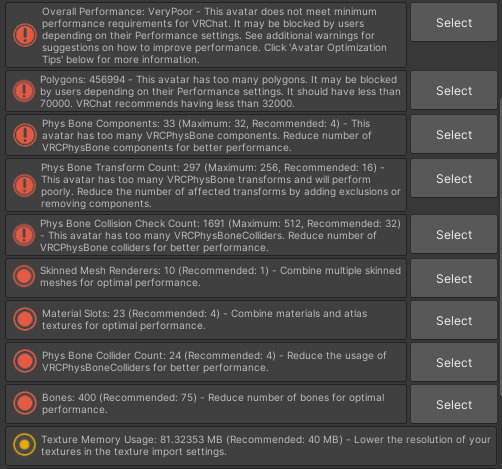 Overall Performance: VeryPoor - This avatar does not meet minimum
performance requirements for VRChat. It may be blocked by users
depending on their Performance settings. See additional warnings for
suggestions on how to improve performance. Click 'Avatar Optimization
Tips' below for more information.
Select
Polygons: 456994 - This avatar has too many polygons. It may be blocked
by users depending on their Performance settings. It should have less than
70000. VRChat recommends having less than 32000.
Select
Phys Bone Components: 33 (Maximum: 32, Recommended: 4) - This
avatar has too many VRCPhysBone components. Reduce number of
VRCPhysBone components for better performance.
Select
Phys Bone Transform Count: 297 (Maximum: 256, Recommended: 16) -
This avatar has too many VRCPhysBone transforms and will perform
poorly. Reduce the number of affected transforms by adding exclusions or
removing components.
Select
Phys Bone Collision Check Count: 1691 (Maximum: 512, Recommended: 32)
- This avatar has too many VRCPhysBoneColliders. Reduce number of
VRCPhysBone colliders for better performance.
Select
Skinned Mesh Renderers: 10 (Recommended: 1) - Combine multiple skinned
meshes for optimal performance.
Select
Material Slots: 23 (Recommended: 4) - Combine materials and atlas
textures for optimal performance.
Select
Phys Bone Collider Count: 24 (Recommended: 4) - Reduce the usage of
VRCPhysBoneColliders for better performance.
Select
Bones: 400 (Recommended: 75) - Reduce number of bones for optimal
performance.
Select
Texture Memory Usage: 81.32353 MB (Recommended: 40 MB) - Lower the resolution of your
textures in the texture import settings.